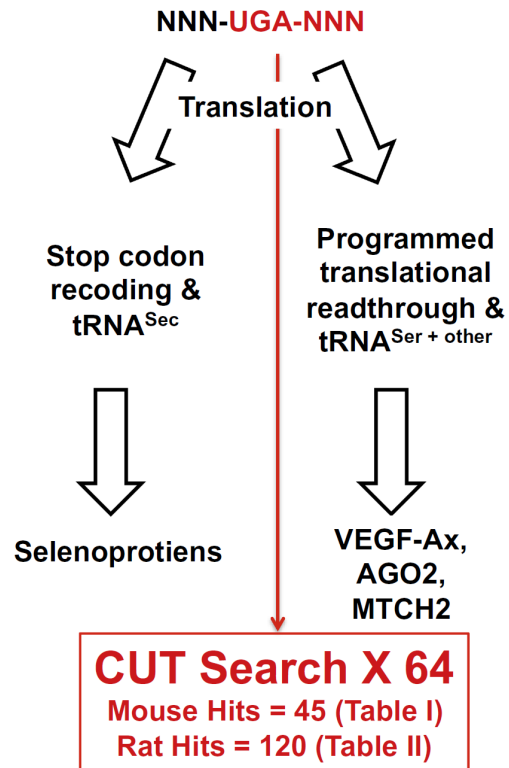 NNN-UGA-NNN
Translation
Stop codon
recoding &
tRNASec
Programmed
translational
readthrough &
tRNASer + other
Selenoprotiens
VEGF-Ax,
AGO2,
MTCH2
CUT Search X 64
Mouse Hits = 45 (Table I)
Rat Hits = 120 (Table II)